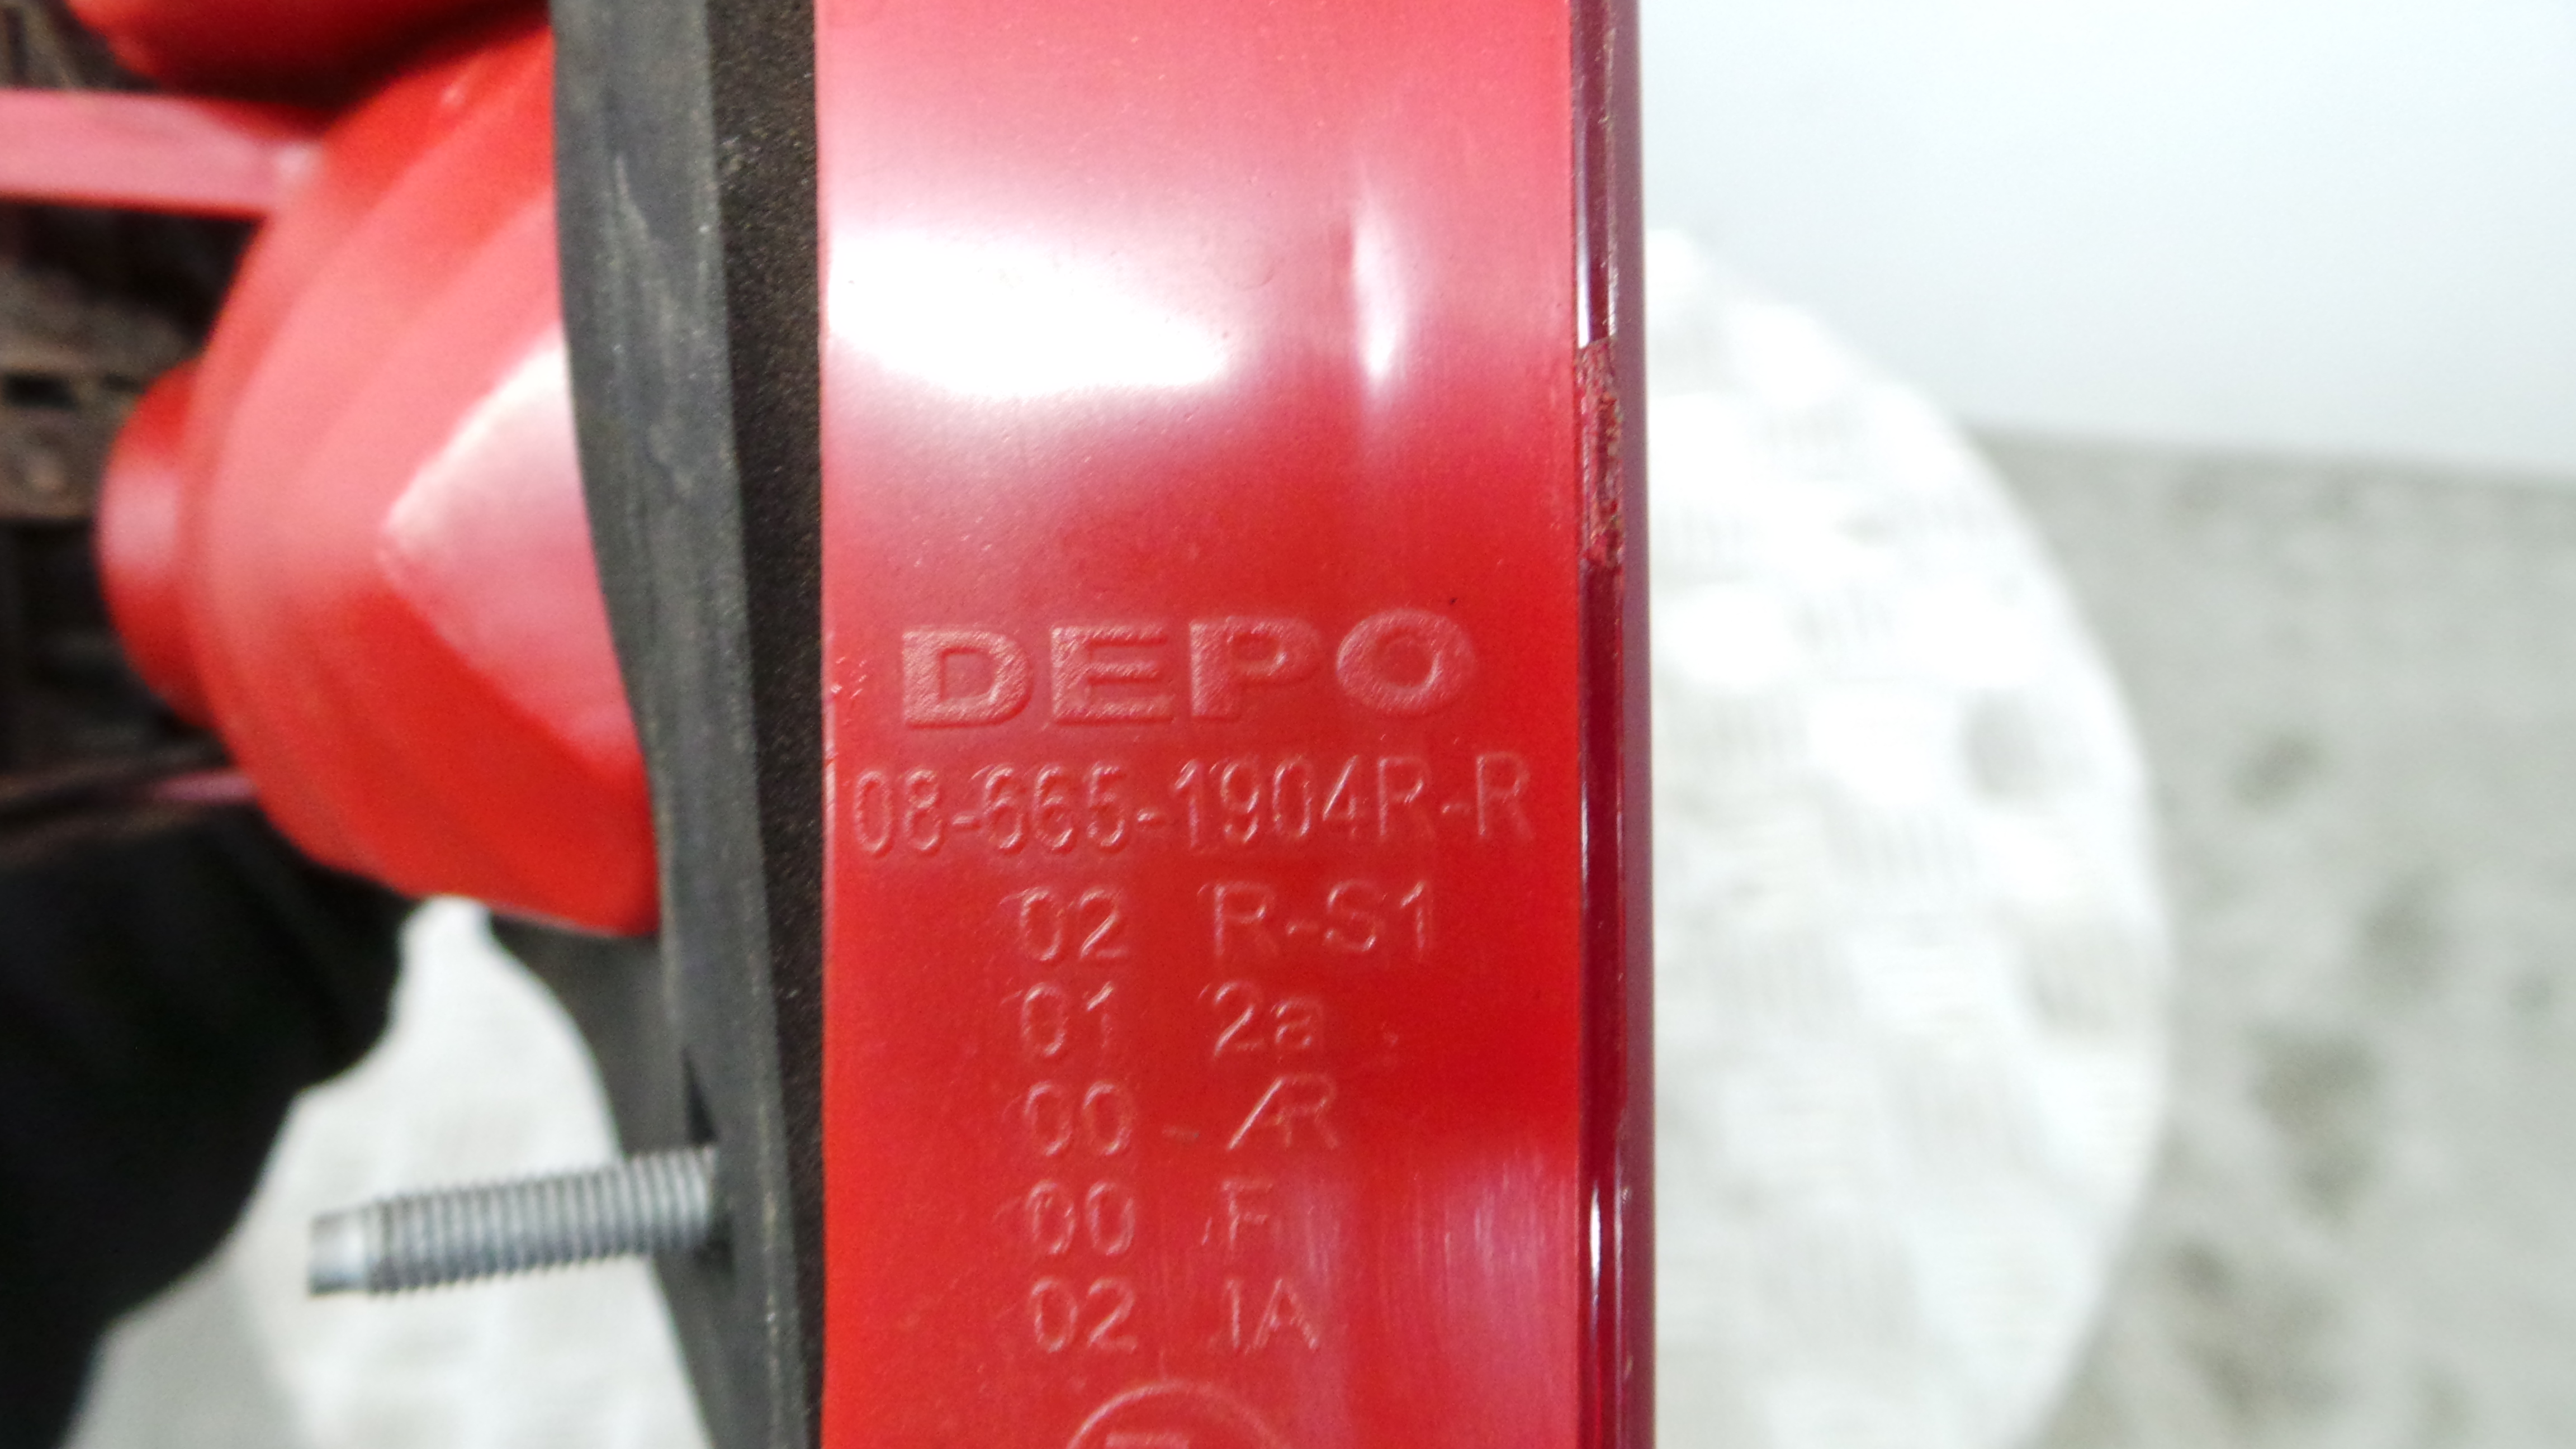 DEPO
08-665-1904R-R
02 R-S1
01 2a
00 AR
00 F
02 IA